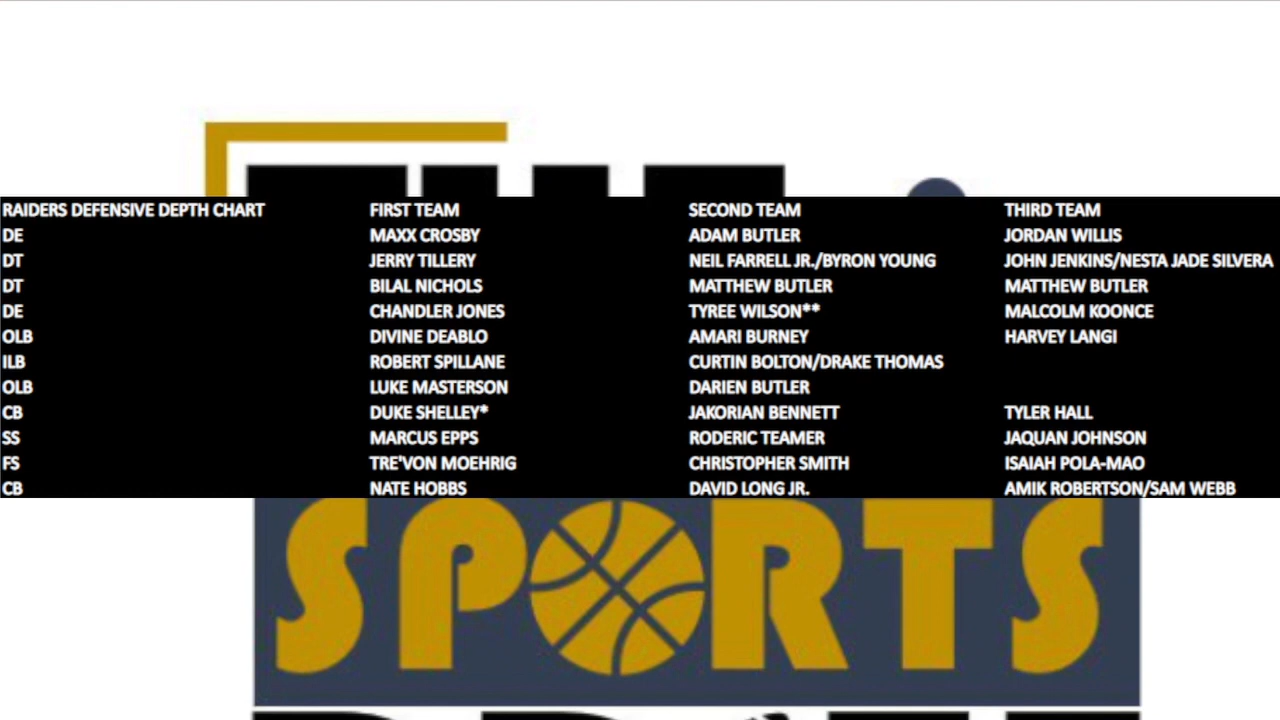 RAIDERS DEFENSIVE DEPTH CHART FIRST TEAM SECOND TEAM THIRD TEAM
DE MAXX CROSBY ADAM BUTLER JORDAN WILLIS
DT JERRY TILLERY NEIL FARRELL JR./BYRON YOUNG JOHN JENKINS/NESTA JADE SILVERA
DT BILAL NICHOLS MATTHEW BUTLER MATTHEW BUTLER
DE CHANDLER JONES TYREE WILSON** MALCOLM KOONCE
OLB DIVINE DEABLO AMARI BURNEY HARVEY LANGI
ILB ROBERT SPILLANE CURTIN BOLTON/DRAKE THOMAS
OLB LUKE MASTERSON DARIEN BUTLER
CB DUKE SHELLEY* JAKORIAN BENNETT TYLER HALL
SS MARCUS EPPS RODERIC TEAMER JAQUAN JOHNSON
FS TRE'VON MOEHRIG CHRISTOPHER SMITH ISAIAH POLA-MAO
CB NATE HOBBS DAVID LONG JR. AMIK ROBERTSON/SAM WEBB
SPORTS